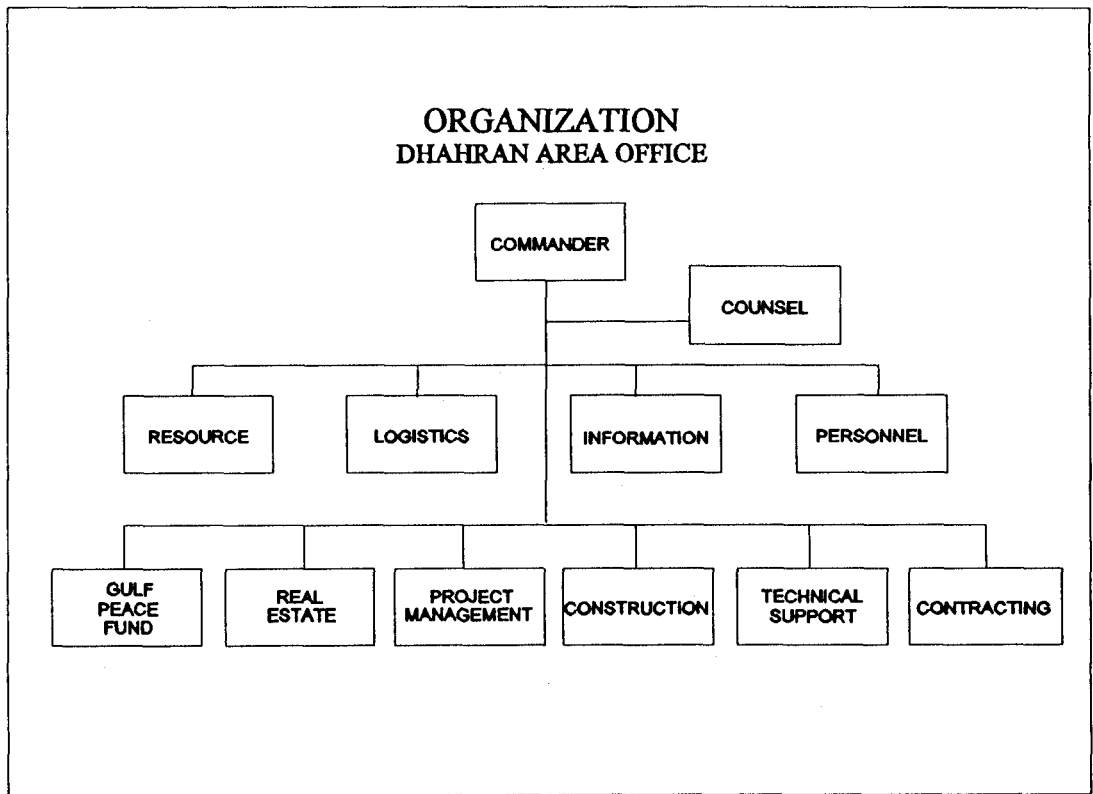 ORGANIZATION
DHAHRAN AREA OFFICE
COMMANDER
COUNSEL
RESOURCE
LOGISTICS
INFORMATION
PERSONNEL
GULF
PEACE
FUND
REAL
ESTATE
PROJECT
MANAGEMENT
CONSTRUCTION
TECHNICAL
SUPPORT
CONTRACTING